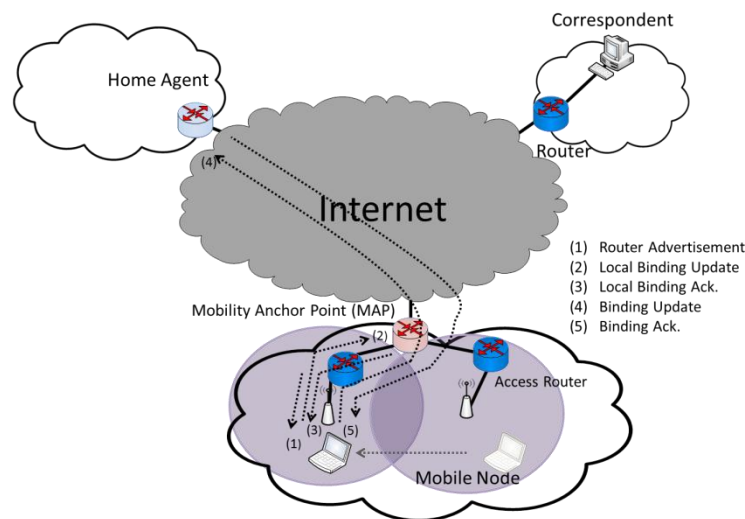 Correspondent
Home Agent
Router
(4)
Internet
(1) Router Advertisement
(2) Local Binding Update
(3) Local Binding Ack.
(4) Binding Update
(5) Binding Ack.
Mobility Anchor Point (MAP)
(2)
Access Router
(1)
(3)
(5)
Mobile Node